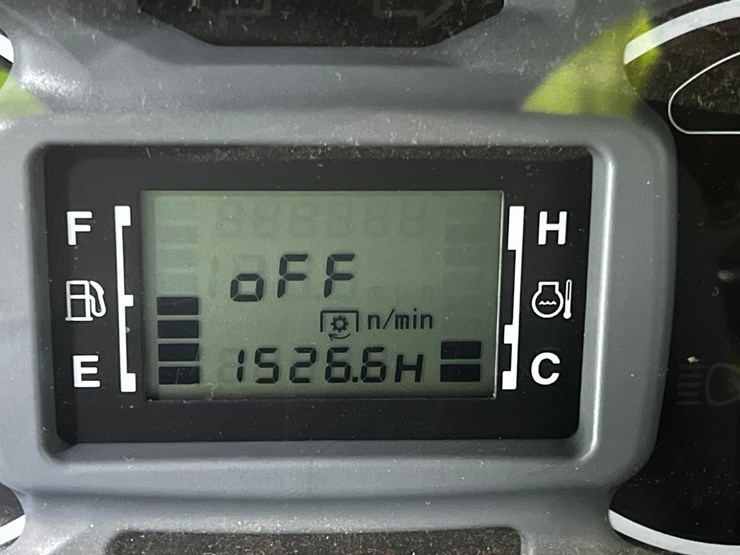 F H
oFF
n/min
E 1526.6H C